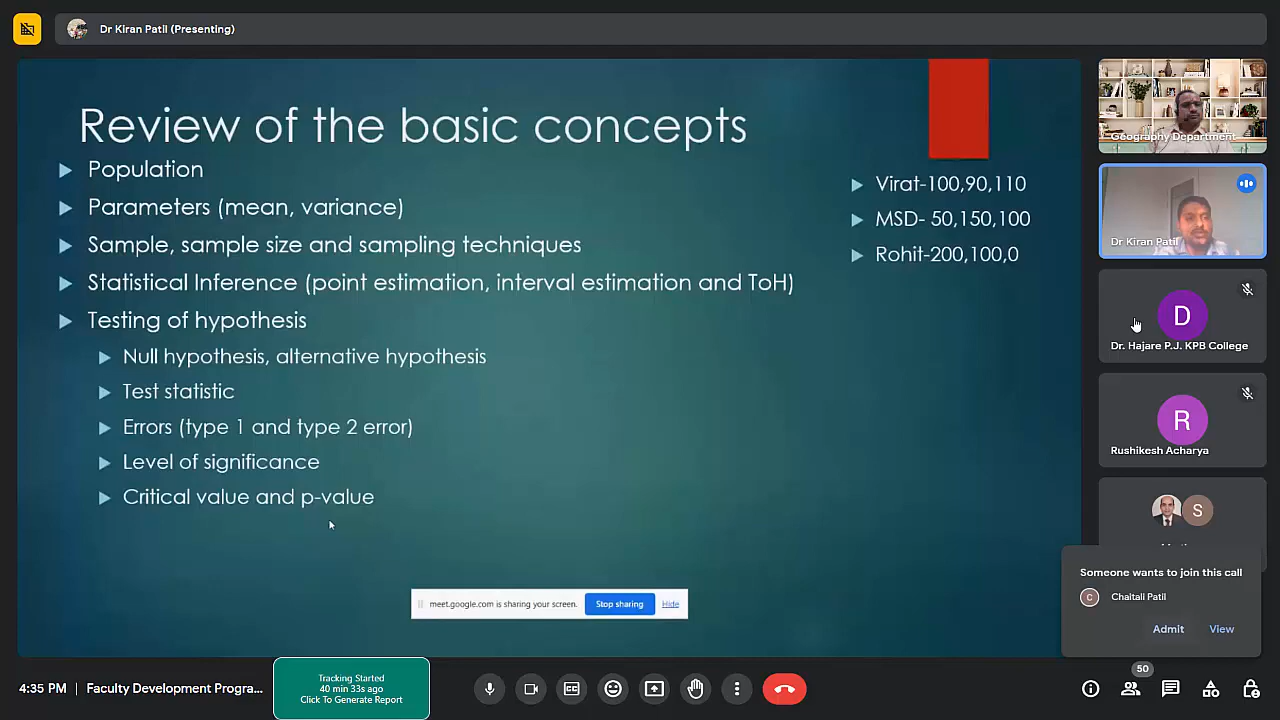 Dr Kiran Patil (Presenting)
Review of the basic concepts
Population
Parameters (mean, variance)
Sample, sample size and sampling techniques
Statistical Inference (point estimation, interval estimation and ToH)
Testing of hypothesis
Null hypothesis, alternative hypothesis
Test statistic
Errors (type 1 and type 2 error)
Level of significance
Critical value and p-value
Virat-100,90,110
MSD- 50,150,100
Rohit-200,100,0
meet.google.com is sharing your screen.
Stop sharing
Hide
Geography Department
Dr Kiran Patil
D
Dr. Hajare P.J. KPB College
R
Rushikesh Acharya
S
Someone wants to join this call
C
Chaitali Patil
Admit
View
4:35 PM | Faculty Development Progra...
Tracking Started
40 min 33s ago
Click To Generate Report
50